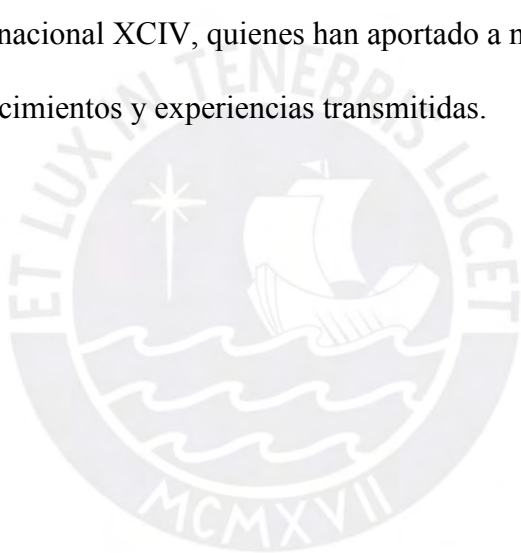 nacional XCIV, quienes han aportado a
cimientos y experiencias transmitidas.
ET LUX IN TENEBRIS LUCET
MCMXVII